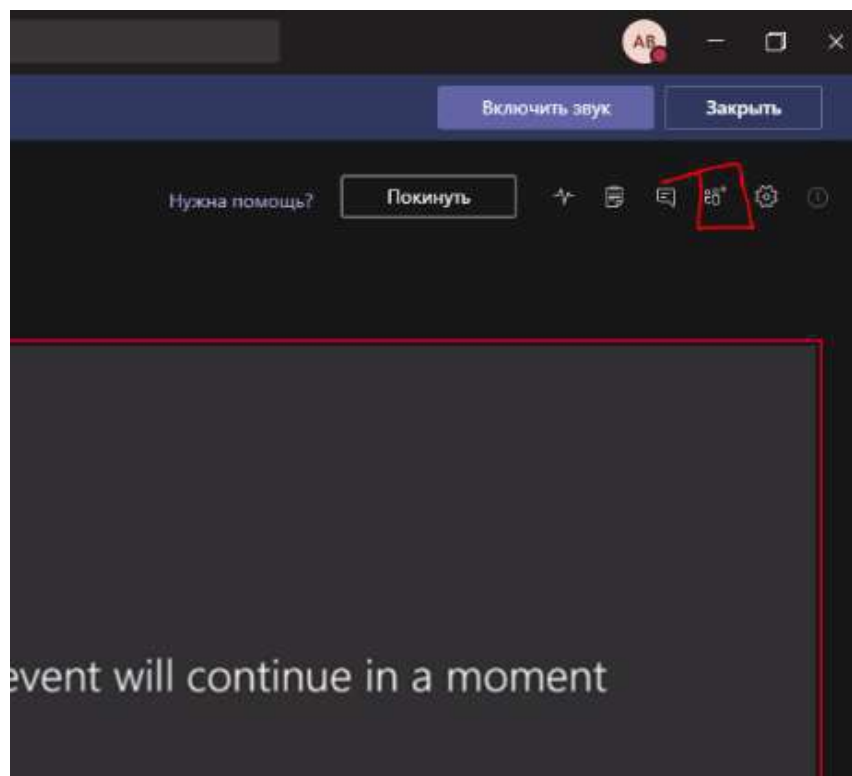 AB
Включить звук
Закрыть
Нужна помощь?
Покинуть
event will continue in a moment